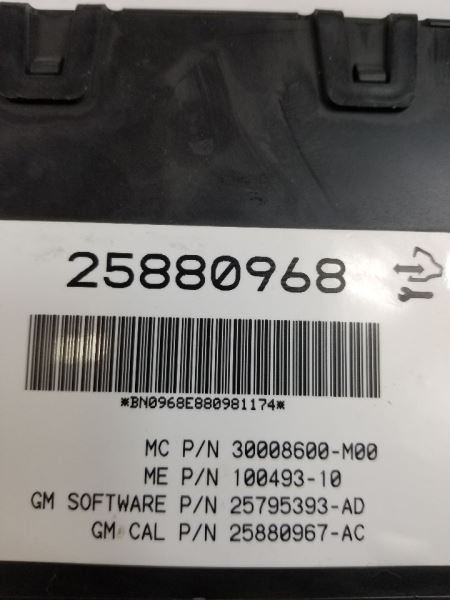 25880968
*BN0968E880981174*
MC P/N 30008600-M00
ME P/N 100493-10
GM SOFTWARE P/N 25795393-AD
GM CAL P/N 25880967-AC